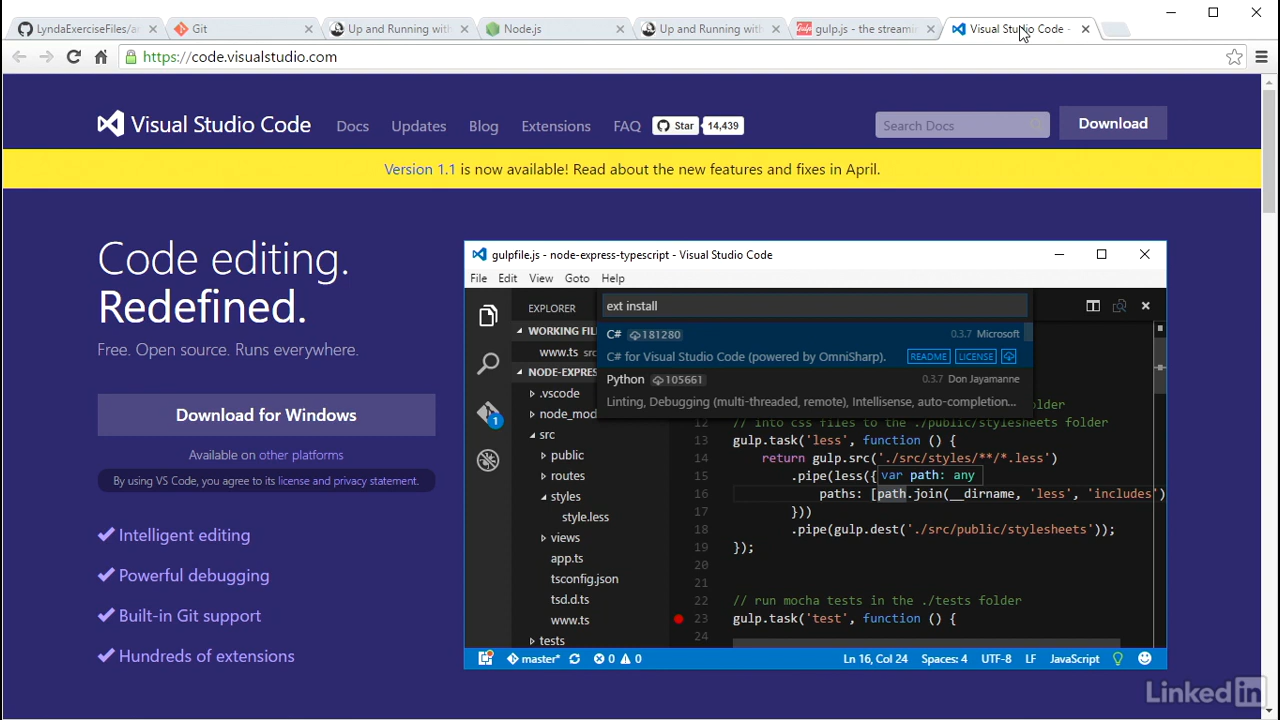 LyndaExerciseFiles/an
Git
Up and Running with
Node.js
Up and Running with
gulp.js - the streamin
Visual Studio Code -
https://code.visualstudio.com
Visual Studio Code
Docs
Updates
Blog
Extensions
FAQ
Star
14,439
Search Docs
Download
Version 1.1 is now available! Read about the new features and fixes in April.
Code editing.
Redefined.
Free. Open source. Runs everywhere.
Download for Windows
Available on other platforms
By using VS Code, you agree to its license and privacy statement.
Intelligent editing
Powerful debugging
Built-in Git support
Hundreds of extensions
gulpfile.js - node-express-typescript - Visual Studio Code
File Edit View Goto Help
EXPLORER
WORKING FIL
www.ts src
NODE-EXPRE
.vscode
node_mod
src
public
routes
styles
style.less
views
app.ts
tsconfig.json
tsd.d.ts
www.ts
tests
1
ext install
C# 181280 0.3.7 Microsoft
C# for Visual Studio Code (powered by OmniSharp). README LICENSE
Python 105661 0.3.7 Don Jayamanne
Linting, Debugging (multi-threaded, remote), Intellisense, auto-completion...
older
12 // into css files to the ./public/stylesheets folder
13 gulp.task('less', function () {
14 return gulp.src('./src/styles/**/*.less')
15 .pipe(less({
var path: any
16 paths: [path.join(__dirname, 'less', 'includes')
17 }))
18 .pipe(gulp.dest('./src/public/stylesheets'));
19 });
20
21
22 // run mocha tests in the ./tests folder
23 gulp.task('test', function () {
24
master* 0 0 Ln 16, Col 24 Spaces: 4 UTF-8 LF JavaScript
LinkedIn